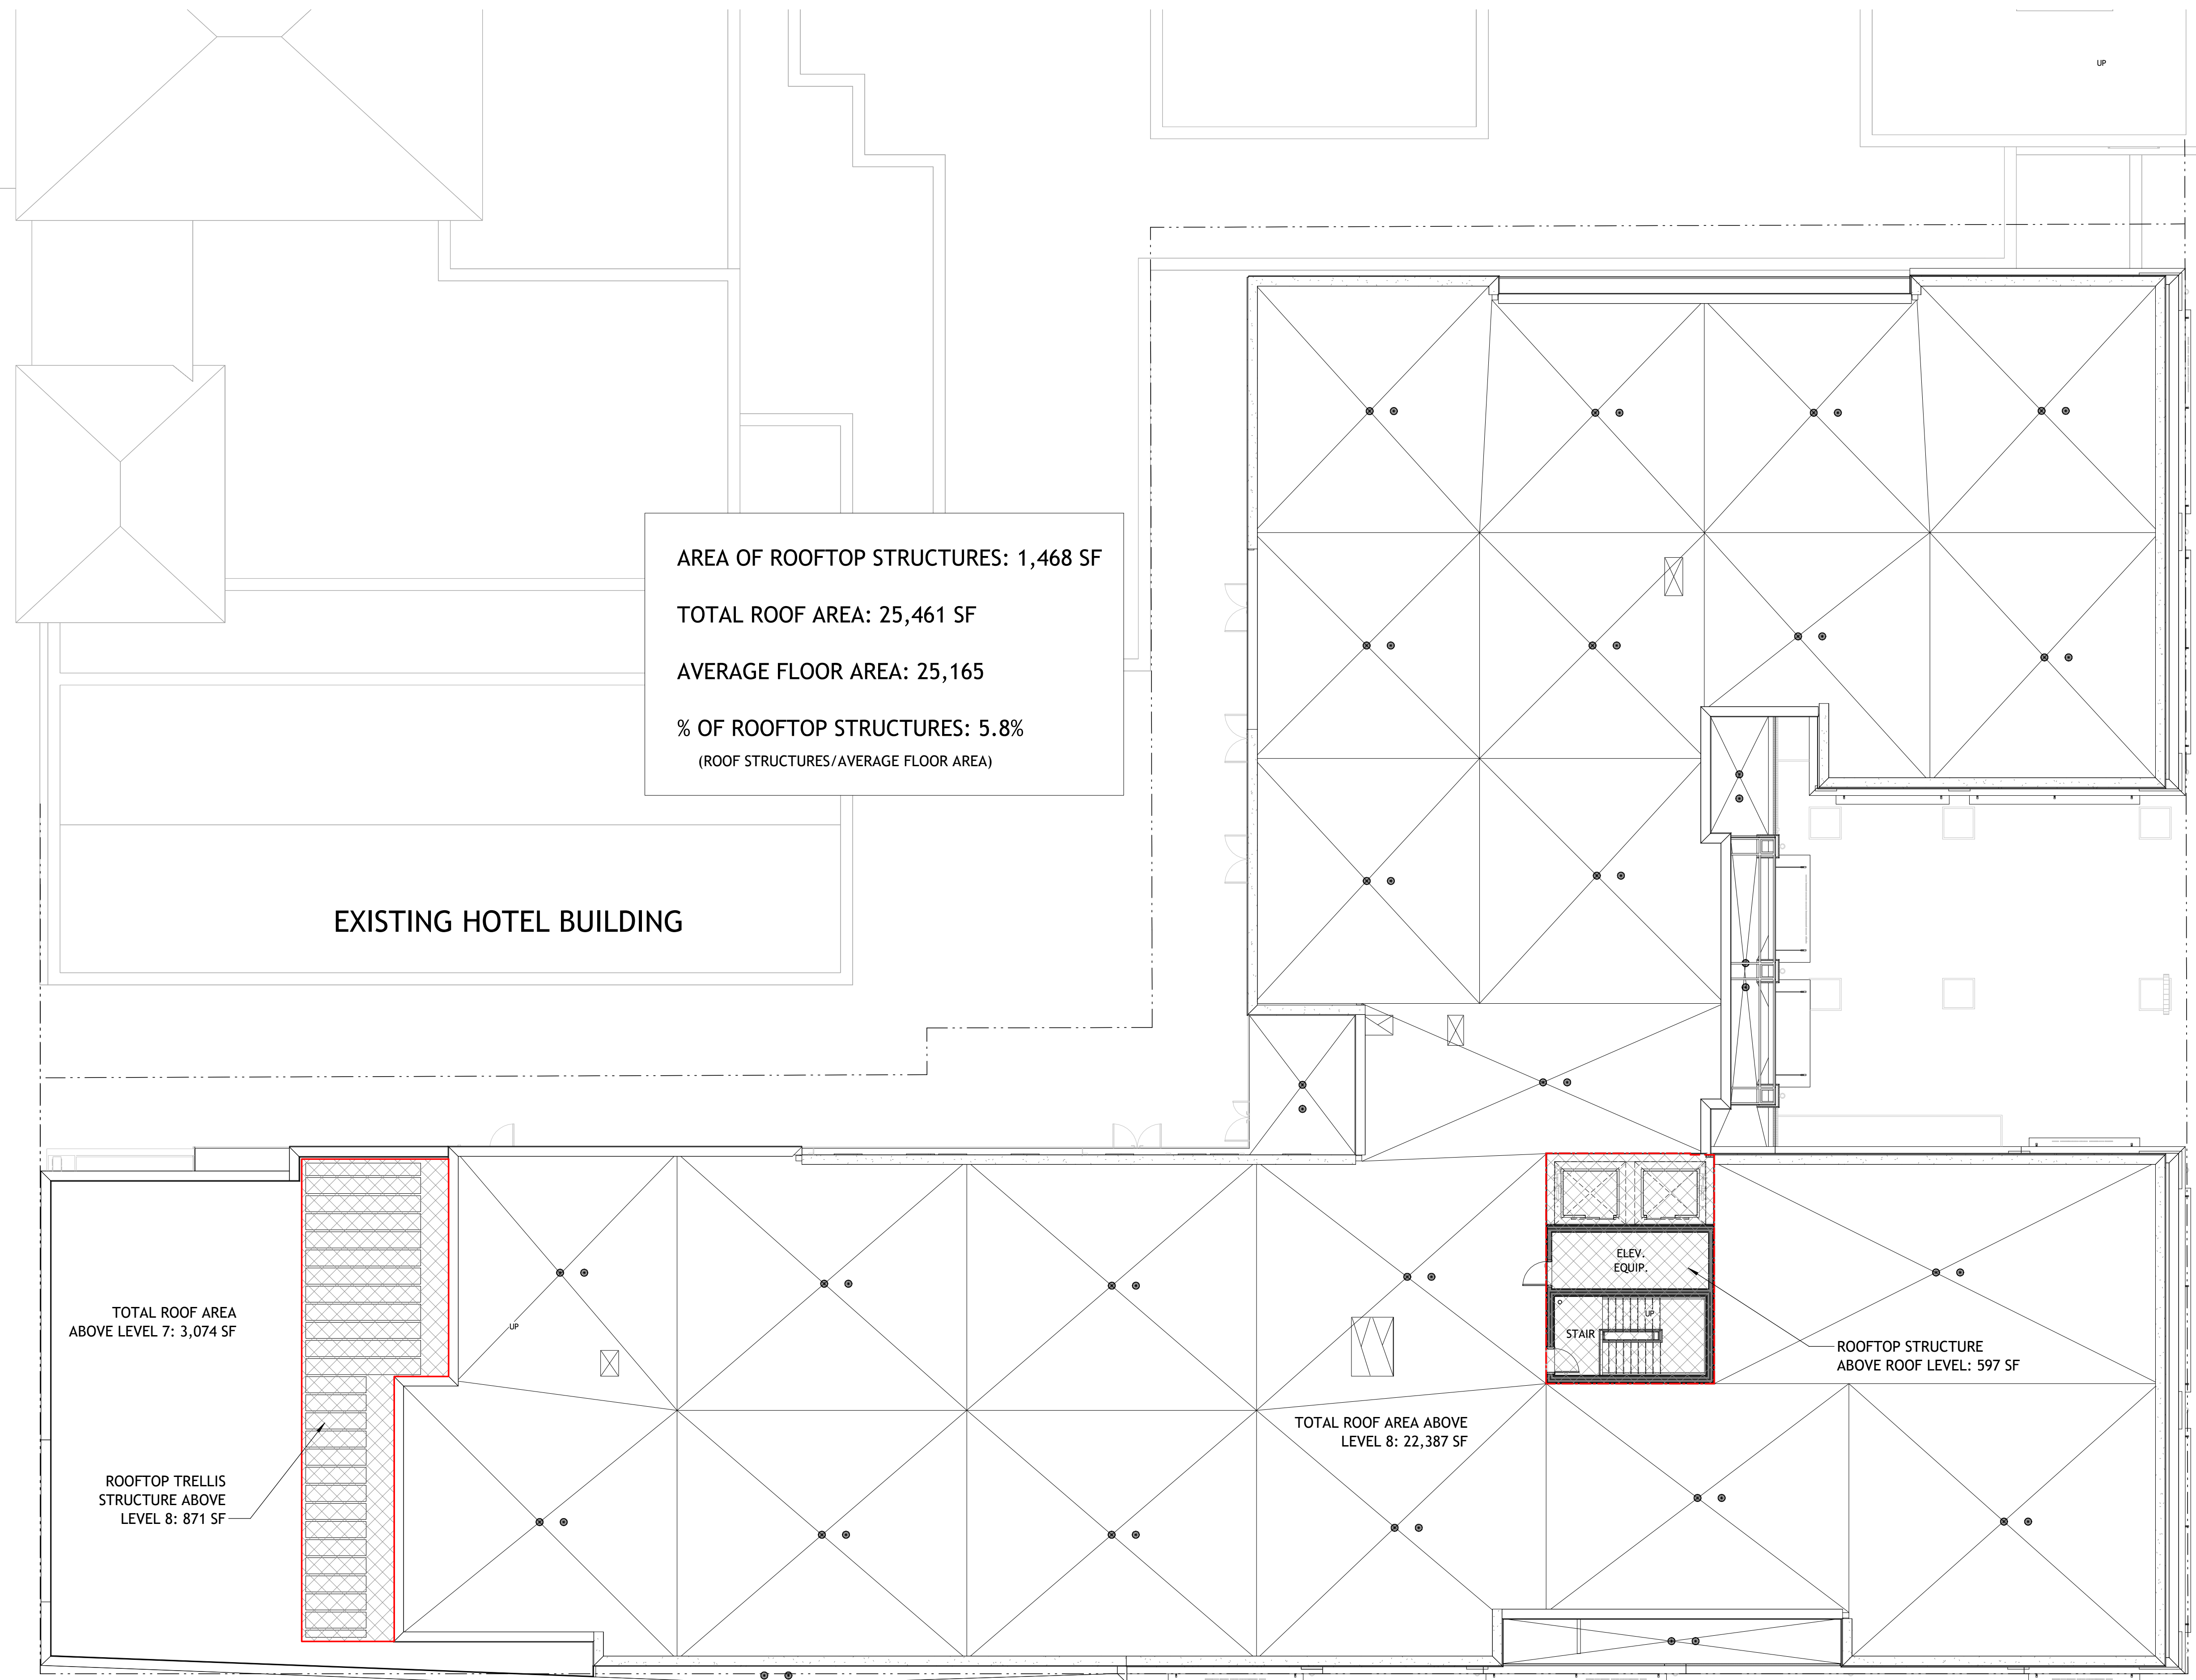 UP
AREA OF ROOFTOP STRUCTURES: 1,468 SF
TOTAL ROOF AREA: 25,461 SF
AVERAGE FLOOR AREA: 25,165
% OF ROOFTOP STRUCTURES: 5.8%
(ROOF STRUCTURES/AVERAGE FLOOR AREA)
EXISTING HOTEL BUILDING
ELEV.
EQUIP.
UP
STAIR
UP
TOTAL ROOF AREA
ABOVE LEVEL 7: 3,074 SF
ROOFTOP STRUCTURE
ABOVE ROOF LEVEL: 597 SF
TOTAL ROOF AREA ABOVE
LEVEL 8: 22,387 SF
ROOFTOP TRELLIS
STRUCTURE ABOVE
LEVEL 8: 871 SF